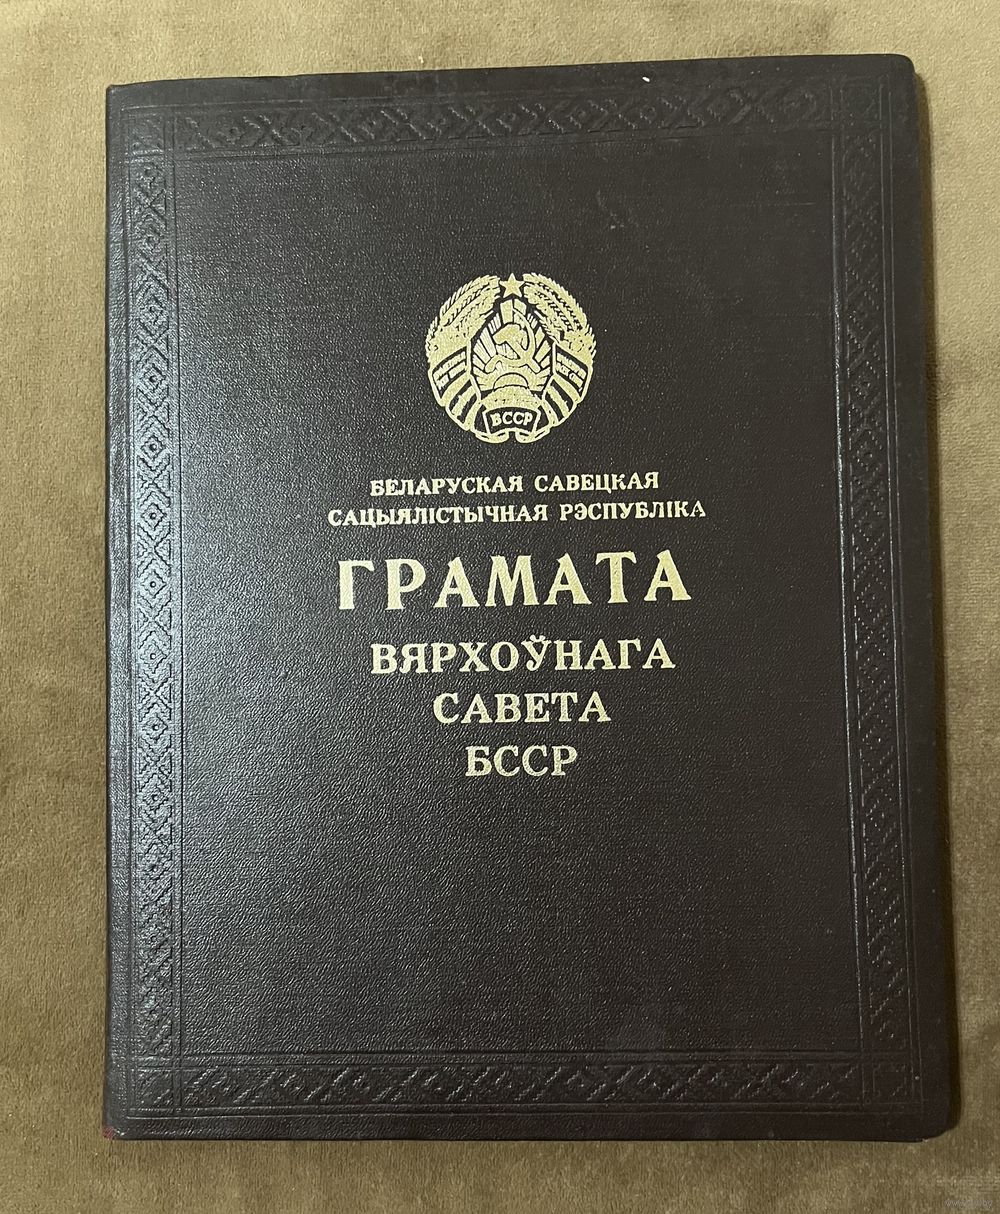 БССР
БЕЛАРУСКАЯ САВЕЦКАЯ
САЦЫЯЛІСТЫЧНАЯ РЭСПУБЛІКА
ГРАМАТА
ВЯРХОЎНАГА
САВЕТА
БССР